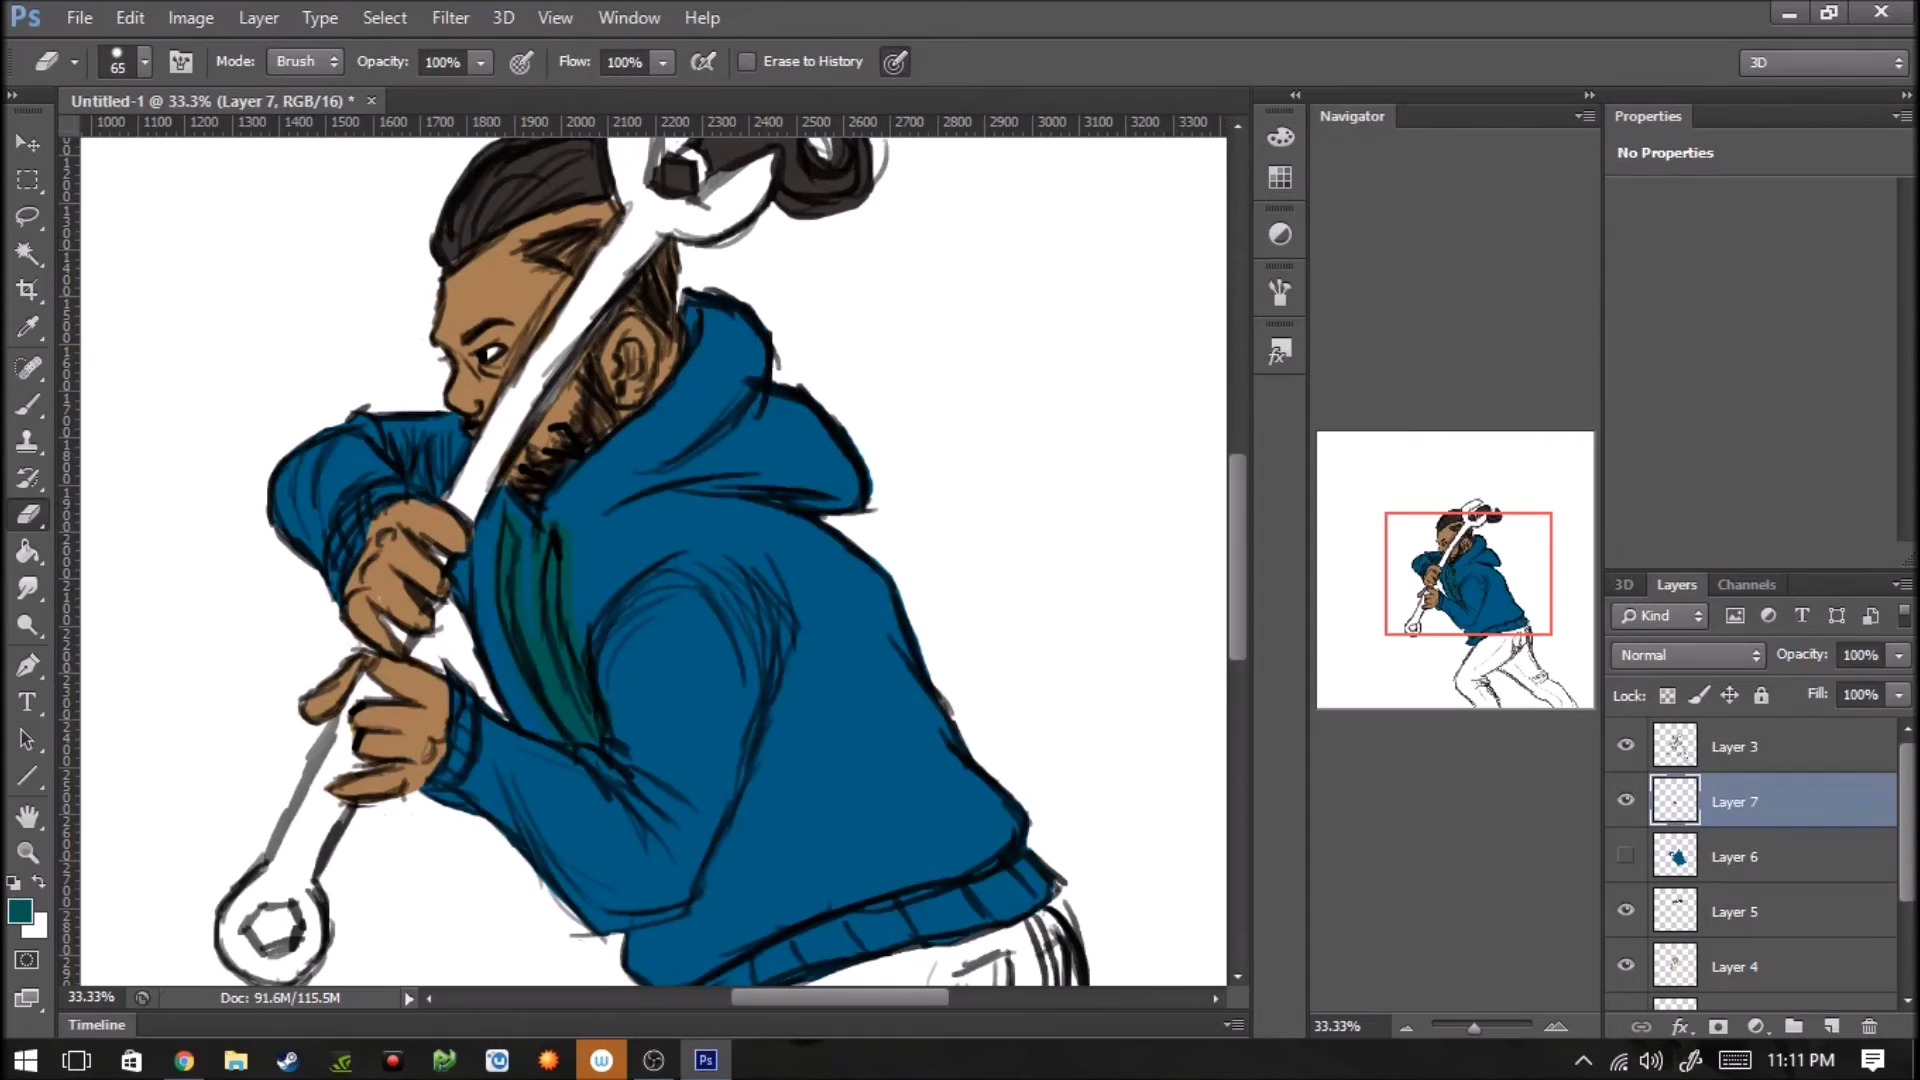 Ps File Edit Image Layer Type Select Filter 3D View Window Help
65 Mode: Brush Opacity: 100% Flow: 100% Erase to History 3D
Untitled-1 @ 33.3% (Layer 7, RGB/16) * ×
1000 1100 1200 1300 1400 1500 1600 1700 1800 1900 2000 2100 2200 2300 2400 2500 2600 2700 2800 2900 3000 3100 3200 3300
Navigator
Properties
No Properties
3D Layers Channels
Kind
Normal Opacity: 100%
Lock: Fill: 100%
Layer 3
Layer 7
Layer 6
Layer 5
Layer 4
33.33% Doc: 91.6M/115.5M
33.33%
Timeline
11:11 PM